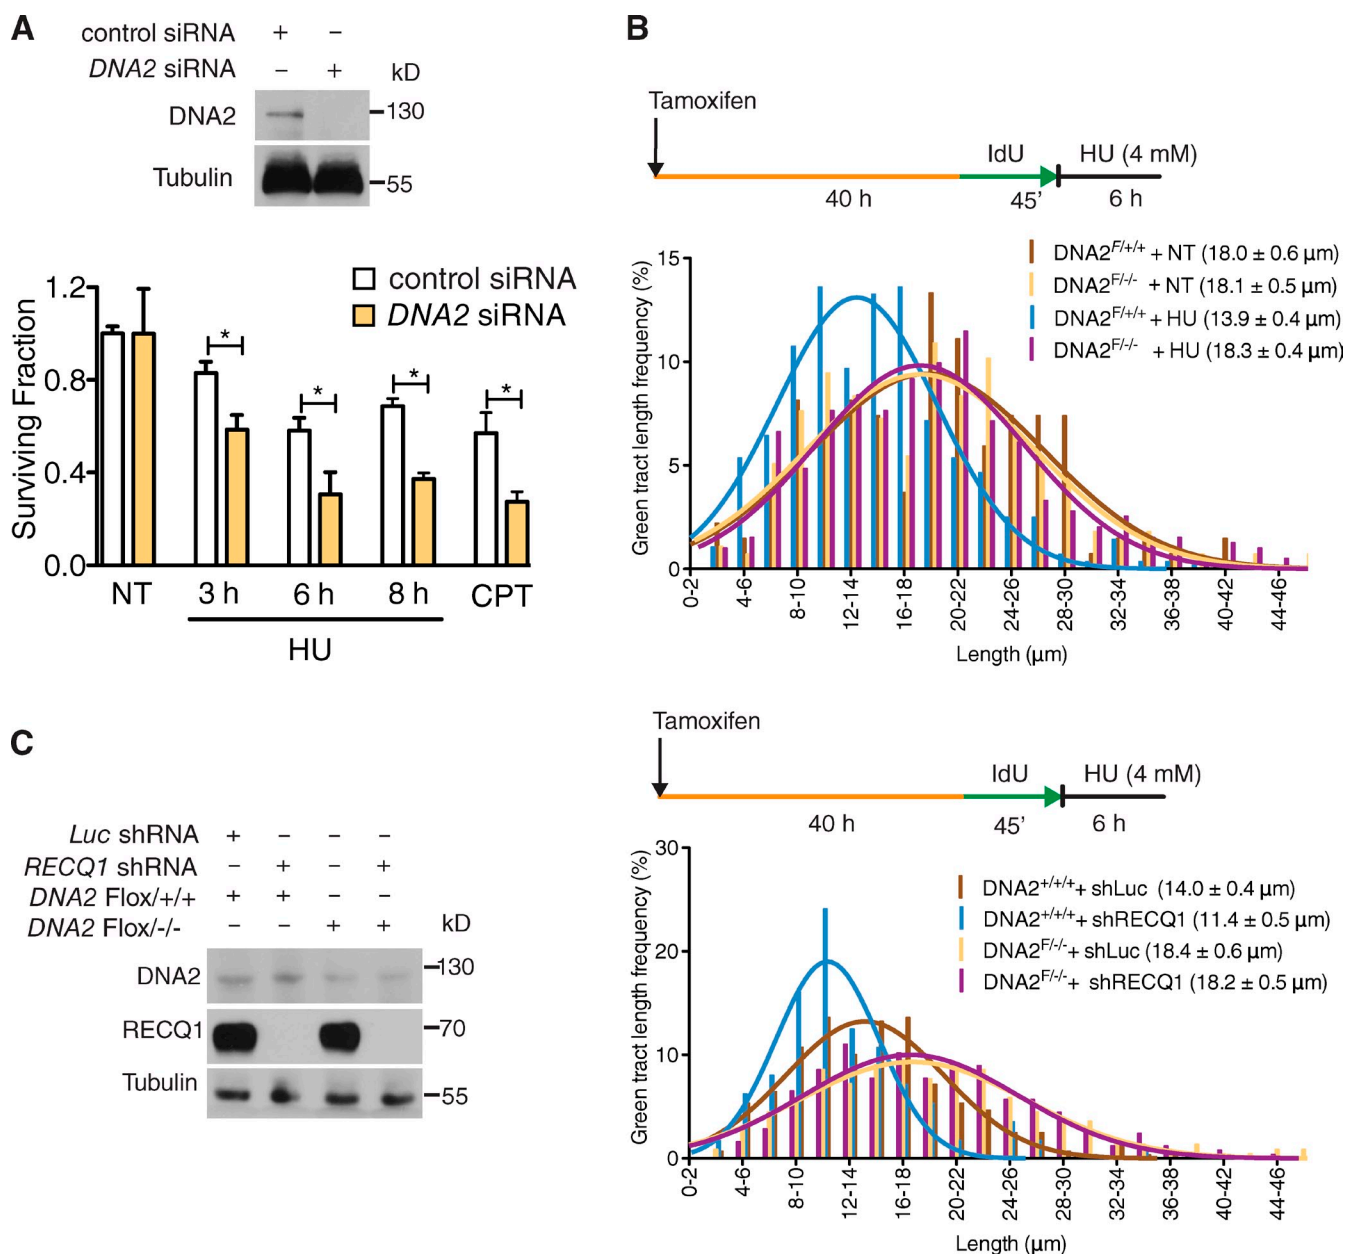 A
control siRNA + −
DNA2 siRNA − + kD
DNA2 130
Tubulin 55
control siRNA
DNA2 siRNA
Surviving Fraction
1.2
0.8
0.4
0.0
* * * *
NT 3 h 6 h 8 h CPT
HU
B
Tamoxifen
IdU HU (4 mM)
40 h 45’ 6 h
DNA2F/+/+ + NT (18.0 ± 0.6 µm)
DNA2F/-/- + NT (18.1 ± 0.5 µm)
DNA2F/+/+ + HU (13.9 ± 0.4 µm)
DNA2F/-/- + HU (18.3 ± 0.4 µm)
Green tract length frequency (%)
15
10
5
0
0-2 4-6 8-10 12-14 16-18 20-22 24-26 28-30 32-34 36-38 40-42 44-46
Length (µm)
C
Luc shRNA + − − −
RECQ1 shRNA − + − +
DNA2 Flox/+/+ + + − −
DNA2 Flox/-/- − − + + kD
DNA2 130
RECQ1 70
Tubulin 55
Tamoxifen
IdU HU (4 mM)
40 h 45’ 6 h
DNA2+/+/+ + shLuc (14.0 ± 0.4 µm)
DNA2+/+/+ + shRECQ1 (11.4 ± 0.5 µm)
DNA2F/-/- + shLuc (18.4 ± 0.6 µm)
DNA2F/-/- + shRECQ1 (18.2 ± 0.5 µm)
Green tract length frequency (%)
30
20
10
0
0-2 4-6 8-10 12-14 16-18 20-22 24-26 28-30 32-34 36-38 40-42 44-46
Length (µm)